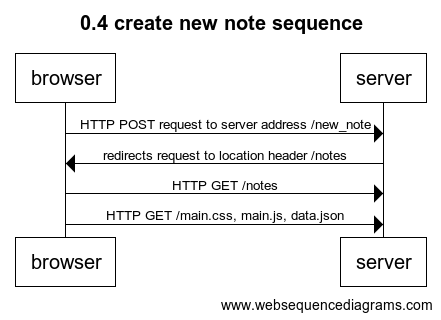 0.4 create new note sequence
browser
server
HTTP POST request to server address /new_note
redirects request to location header /notes
HTTP GET /notes
HTTP GET /main.css, main.js, data.json
browser
server
www.websequencediagrams.com